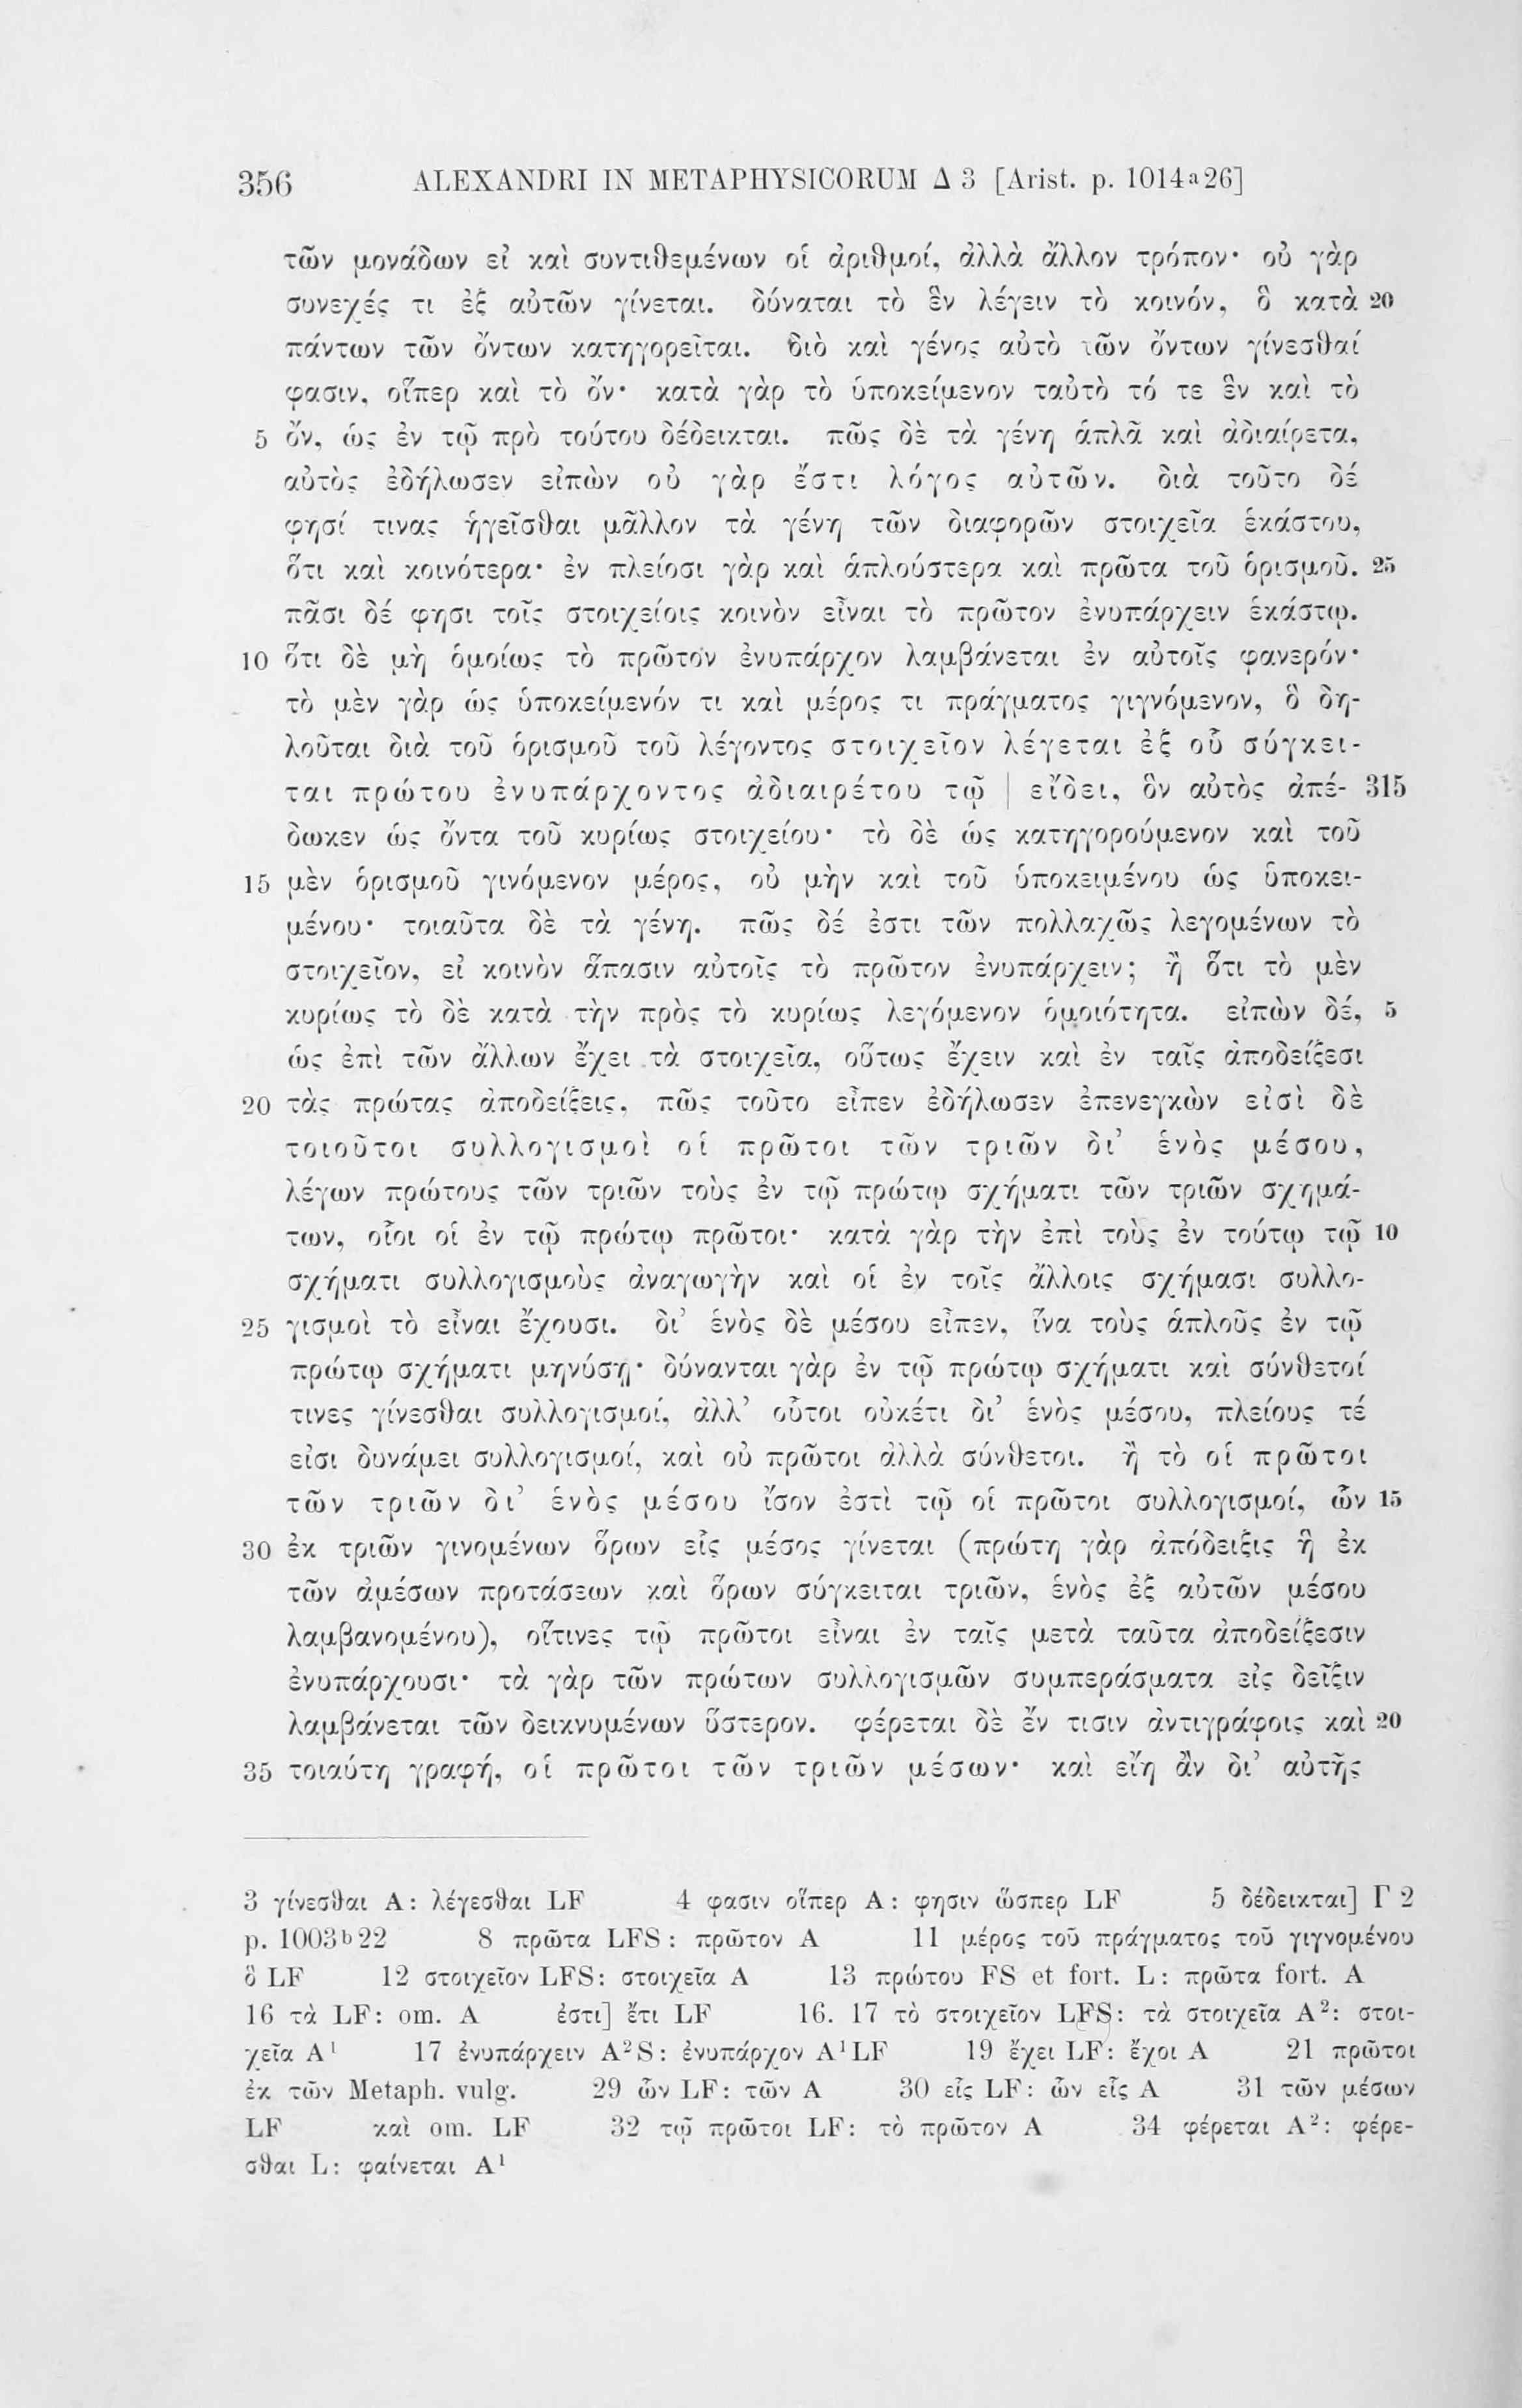 356 ALEXANDRI IN METAPHYSICORUM Δ 3 [Arist. p. 1014a26]
τῶν μονάδων εἰ καὶ συντιθεμένων οἱ ἀριθμοί, ἀλλὰ ἄλλον τρόπον· οὐ γὰρ
συνεχές τι ἐξ αὐτῶν γίνεται. δύναται τὸ ἓν λέγειν τὸ κοινόν, ὃ κατὰ 20
πάντων τῶν ὄντων κατηγορεῖται. διὸ καὶ γένος αὐτὸ τῶν ὄντων γίνεσθαί
φασιν, οἵπερ καὶ τὸ ὄν· κατὰ γὰρ τὸ ὑποκείμενον ταὐτὸ τό τε ἓν καὶ τὸ
5 ὄν, ὡς ἐν τῷ πρὸ τούτου δέδεικται. πῶς δὲ τὰ γένη ἁπλᾶ καὶ ἀδιαίρετα,
αὐτὸς ἐδήλωσεν εἰπὼν οὐ γὰρ ἔστι λόγος αὐτῶν. διὰ τοῦτο δέ
φησί τινας ἡγεῖσθαι μᾶλλον τὰ γένη τῶν διαφορῶν στοιχεῖα ἑκάστου,
ὅτι καὶ κοινότερα· ἐν πλείοσι γὰρ καὶ ἁπλούστερα καὶ πρῶτα τοῦ ὁρισμοῦ. 25
πᾶσι δέ φησι τοῖς στοιχείοις κοινὸν εἶναι τὸ πρῶτον ἐνυπάρχειν ἑκάστῳ.
10 ὅτι δὲ μὴ ὁμοίως τὸ πρῶτον ἐνυπάρχον λαμβάνεται ἐν αὐτοῖς φανερόν·
τὸ μὲν γὰρ ὡς ὑποκείμενόν τι καὶ μέρος τι πράγματος γιγνόμενον, ὃ δη-
λοῦται διὰ τοῦ ὁρισμοῦ τοῦ λέγοντος στοιχεῖον λέγεται ἐξ οὗ σύγκει-
ται πρώτου ἐνυπάρχοντος ἀδιαιρέτου τῷ | εἴδει, ὃν αὐτὸς ἀπέ- 315
δωκεν ὡς ὄντα τοῦ κυρίως στοιχείου· τὸ δὲ ὡς κατηγορούμενον καὶ τοῦ
15 μὲν ὁρισμοῦ γινόμενον μέρος, οὐ μὴν καὶ τοῦ ὑποκειμένου ὡς ὑποκει-
μένου· τοιαῦτα δὲ τὰ γένη. πῶς δέ ἐστι τῶν πολλαχῶς λεγομένων τὸ
στοιχεῖον, εἰ κοινὸν ἅπασιν αὐτοῖς τὸ πρῶτον ἐνυπάρχειν; ἢ ὅτι τὸ μὲν
κυρίως τὸ δὲ κατὰ τὴν πρὸς τὸ κυρίως λεγόμενον ὁμοιότητα. εἰπὼν δέ, 5
ὡς ἐπὶ τῶν ἄλλων ἔχει τὰ στοιχεῖα, οὕτως ἔχειν καὶ ἐν ταῖς ἀποδείξεσι
20 τὰς πρώτας ἀποδείξεις, πῶς τοῦτο εἶπεν ἐδήλωσεν ἐπενεγκὼν εἰσὶ δὲ
τοιοῦτοι συλλογισμοὶ οἱ πρῶτοι τῶν τριῶν δι’ ἑνὸς μέσου,
λέγων πρώτους τῶν τριῶν τοὺς ἐν τῷ πρώτῳ σχήματι τῶν τριῶν σχημά-
των, οἷοι οἱ ἐν τῷ πρώτῳ πρῶτοι· κατὰ γὰρ τὴν ἐπὶ τοὺς ἐν τούτῳ τῷ 10
σχήματι συλλογισμοὺς ἀναγωγὴν καὶ οἱ ἐν τοῖς ἄλλοις σχήμασι συλλο-
25 γισμοὶ τὸ εἶναι ἔχουσι. δι’ ἑνὸς δὲ μέσου εἶπεν, ἵνα τοὺς ἁπλοῦς ἐν τῷ
πρώτῳ σχήματι μηνύσῃ· δύνανται γὰρ ἐν τῷ πρώτῳ σχήματι καὶ σύνθετοί
τινες γίνεσθαι συλλογισμοί, ἀλλ’ οὗτοι οὐκέτι δι’ ἑνὸς μέσου, πλείους τέ
εἰσι δυνάμει συλλογισμοί, καὶ οὐ πρῶτοι ἀλλὰ σύνθετοι. ἢ τὸ οἱ πρῶτοι
τῶν τριῶν δι’ ἑνὸς μέσου ἴσον ἐστὶ τῷ οἱ πρῶτοι συλλογισμοί, ὧν 15
30 ἐκ τριῶν γινομένων ὅρων εἷς μέσος γίνεται (πρώτη γὰρ ἀπόδειξις ἣ ἐκ
τῶν ἀμέσων προτάσεων καὶ ὅρων σύγκειται τριῶν, ἑνὸς ἐξ αὐτῶν μέσου
λαμβανομένου), οἵτινες τῷ πρῶτοι εἶναι ἐν ταῖς μετὰ ταῦτα ἀποδείξεσιν
ἐνυπάρχουσι· τὰ γὰρ τῶν πρώτων συλλογισμῶν συμπεράσματα εἰς δεῖξιν
λαμβάνεται τῶν δεικνυμένων ὕστερον. φέρεται δὲ ἔν τισιν ἀντιγράφοις καὶ 20
35 τοιαύτη γραφή, οἱ πρῶτοι τῶν τριῶν μέσων· καὶ εἴη ἂν δι’ αὐτῆς
3 γίνεσθαι A: λέγεσθαι LF 4 φασιν οἵπερ A: φησιν ὥσπερ LF 5 δέδεικται] Γ 2
p. 1003b22 8 πρῶτα LFS: πρῶτον A 11 μέρος τοῦ πράγματος τοῦ γιγνομένου
ὃ LF 12 στοιχεῖον LFS: στοιχεῖα A 13 πρώτου FS et fort. L: πρῶτα fort. A
16 τὰ LF: om. A ἐστι] ἔτι LF 16. 17 τὸ στοιχεῖον LFS: τὰ στοιχεῖα A²: στοι-
χεῖα A¹ 17 ἐνυπάρχειν A²S: ἐνυπάρχον A¹LF 19 ἔχει LF: ἔχοι A 21 πρῶτοι
ἐκ τῶν Metaph. vulg. 29 ὧν LF: τῶν A 30 εἷς LF: ὧν εἷς A 31 τῶν μέσων
LF καὶ om. LF 32 τῷ πρῶτοι LF: τὸ πρῶτον A 34 φέρεται A²: φέρε-
σθαι L: φαίνεται A¹